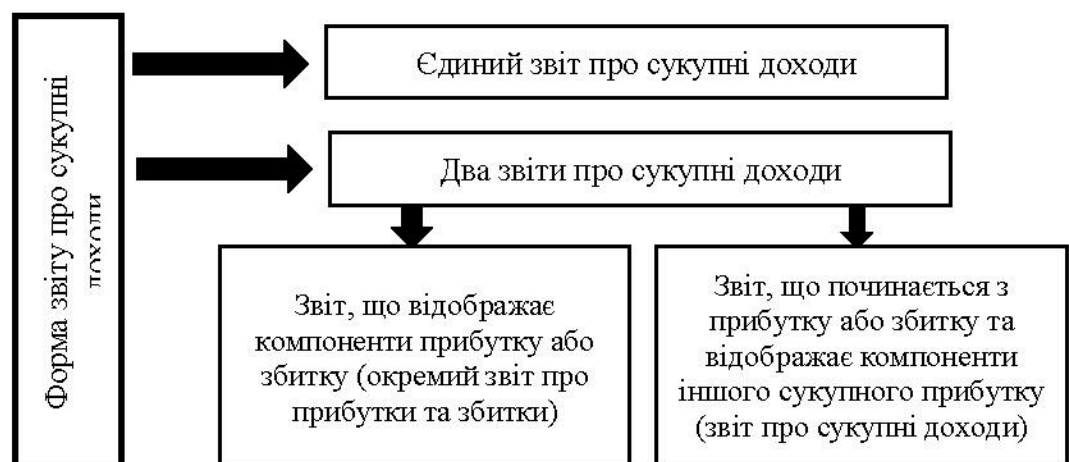 Форма звіту про сукупні
доходи
Єдиний звіт про сукупні доходи
Два звіти про сукупні доходи
Звіт, що відображає
компоненти прибутку або
збитку (окремий звіт про
прибутки та збитки)
Звіт, що починається з
прибутку або збитку та
відображає компоненти
іншого сукупного прибутку
(звіт про сукупні доходи)